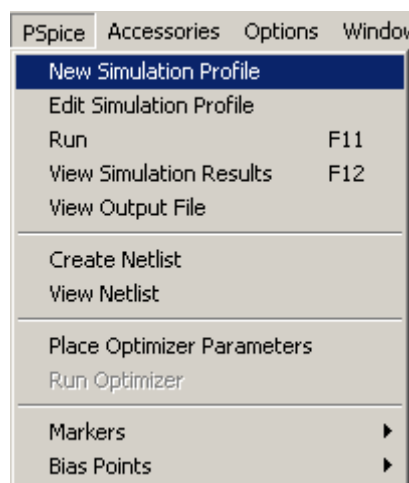 PSpice Accessories Options Window
New Simulation Profile
Edit Simulation Profile
Run F11
View Simulation Results F12
View Output File
Create Netlist
View Netlist
Place Optimizer Parameters
Run Optimizer
Markers
Bias Points